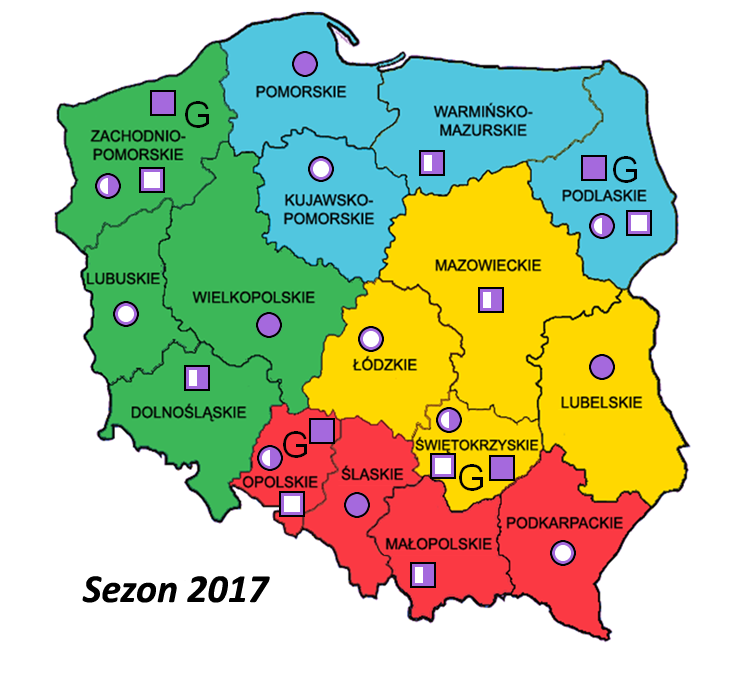 POMORSKIE
G
ZACHODNIO-
POMORSKIE
WARMIŃSKO-
MAZURSKIE
G
PODLASKIE
KUJAWSKO-
POMORSKIE
LUBUSKIE
WIELKOPOLSKIE
MAZOWIECKIE
ŁÓDZKIE
DOLNOŚLĄSKIE
LUBELSKIE
G
OPOLSKIE
ŚLĄSKIE
ŚWIĘTOKRZYSKIE
G
MAŁOPOLSKIE
PODKARPACKIE
Sezon 2017